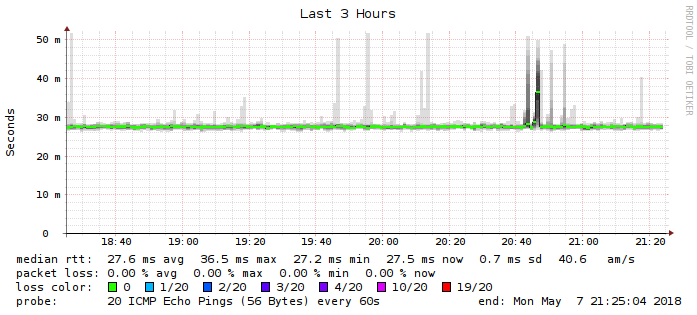 Last 3 Hours
RRDTOOL / TOBI OETIKER
Seconds
50 m
40 m
30 m
20 m
10 m
0
18:40 19:00 19:20 19:40 20:00 20:20 20:40 21:00 21:20
median rtt: 27.6 ms avg 36.5 ms max 27.2 ms min 27.5 ms now 0.7 ms sd 40.6 am/s
packet loss: 0.00 % avg 0.00 % max 0.00 % min 0.00 % now
loss color: 0 1/20 2/20 3/20 4/20 10/20 19/20
probe: 20 ICMP Echo Pings (56 Bytes) every 60s end: Mon May 7 21:25:04 2018